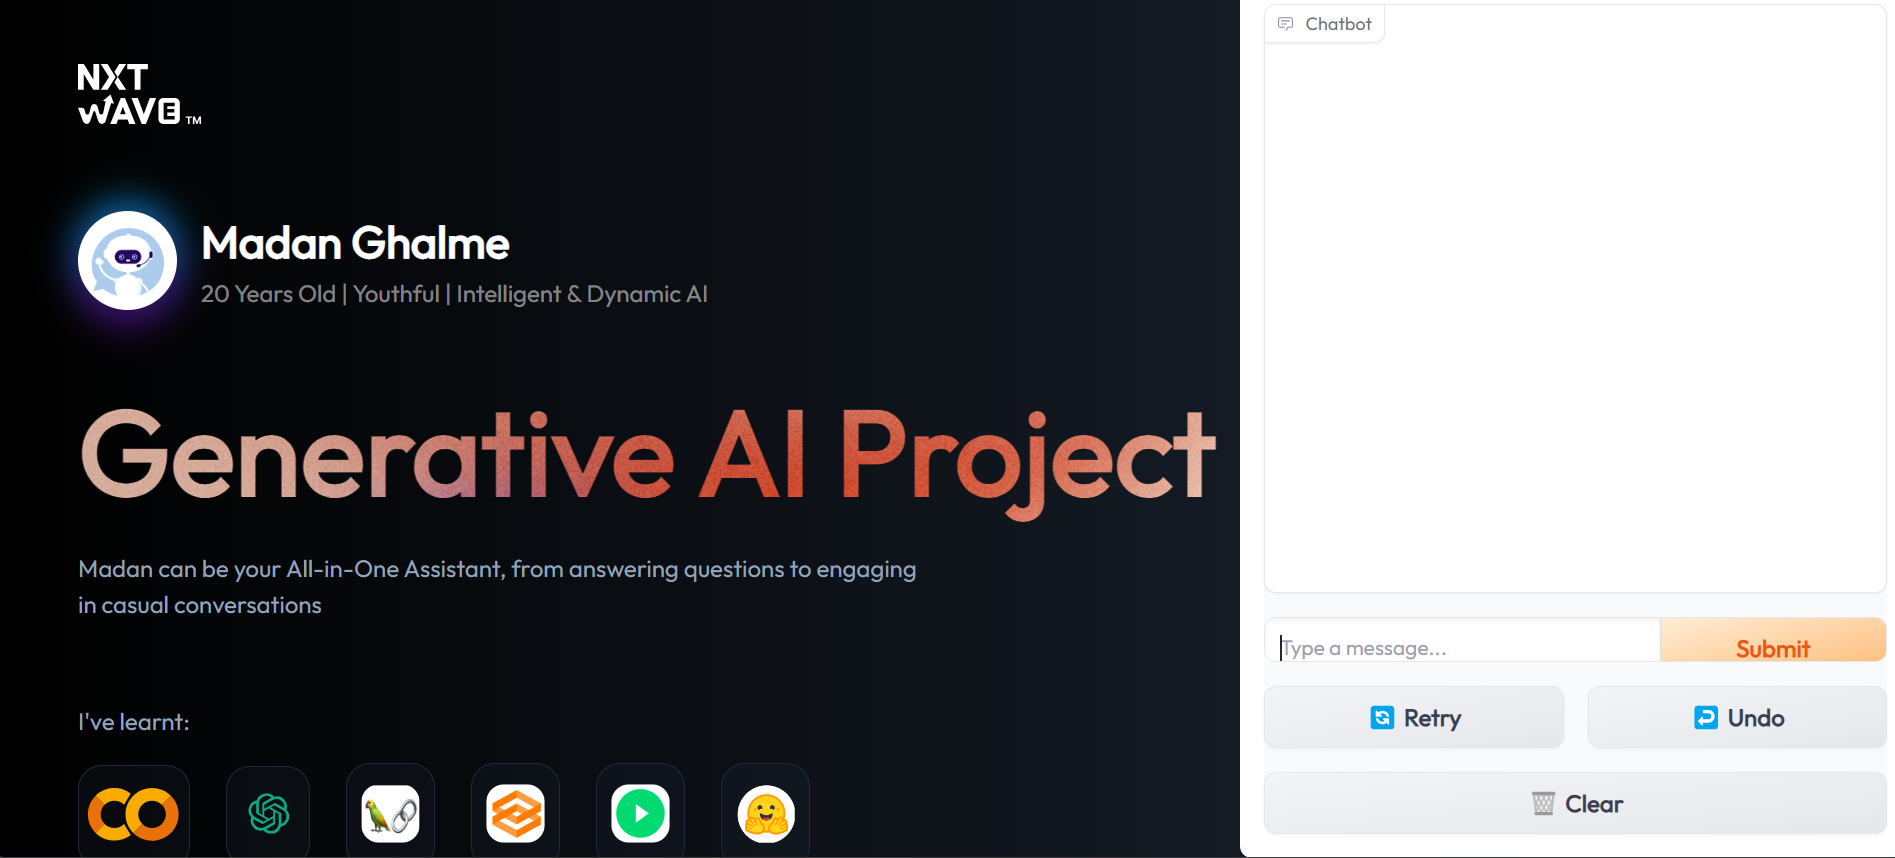 NXT
WAVE TM
Madan Ghalme
20 Years Old | Youthful | Intelligent & Dynamic AI
Generative AI Project
Madan can be your All-in-One Assistant, from answering questions to engaging
in casual conversations
I've learnt:
Chatbot
Type a message...
Submit
Retry
Undo
Clear